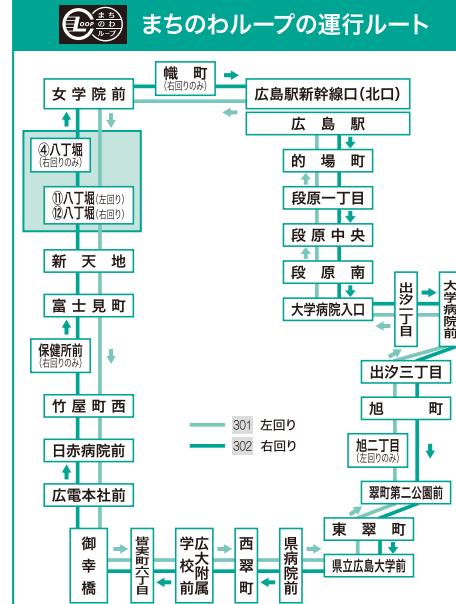 LOOP まちのわループ
まちのわループの運行ルート
女学院前
幟町
(右回りのみ)
広島駅新幹線口(北口)
広島駅
④八丁堀
(右回りのみ)
⑪八丁堀(左回り)
⑫八丁堀(右回り)
新天地
富士見町
保健所前
(右回りのみ)
竹屋町西
日赤病院前
広電本社前
御幸橋
皆実町六丁目
広大附属
学校前
西翠町
県病院前
県立広島大学前
東翠町
翠町第二公園前
旭二丁目
(左回りのみ)
旭町
出汐三丁目
出汐一丁目
大学病院前
大学病院入口
段原南
段原中央
段原一丁目
的場町
301 左回り
302 右回り